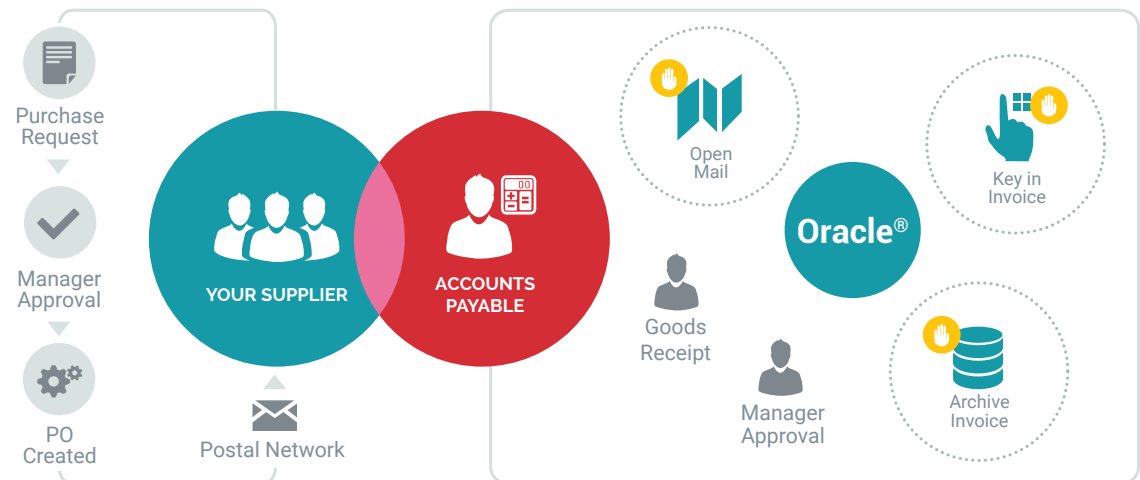 Purchase
Request
Manager
Approval
PO
Created
YOUR SUPPLIER
Postal Network
ACCOUNTS
PAYABLE
Open
Mail
Key in
Invoice
Oracle®
Goods
Receipt
Manager
Approval
Archive
Invoice